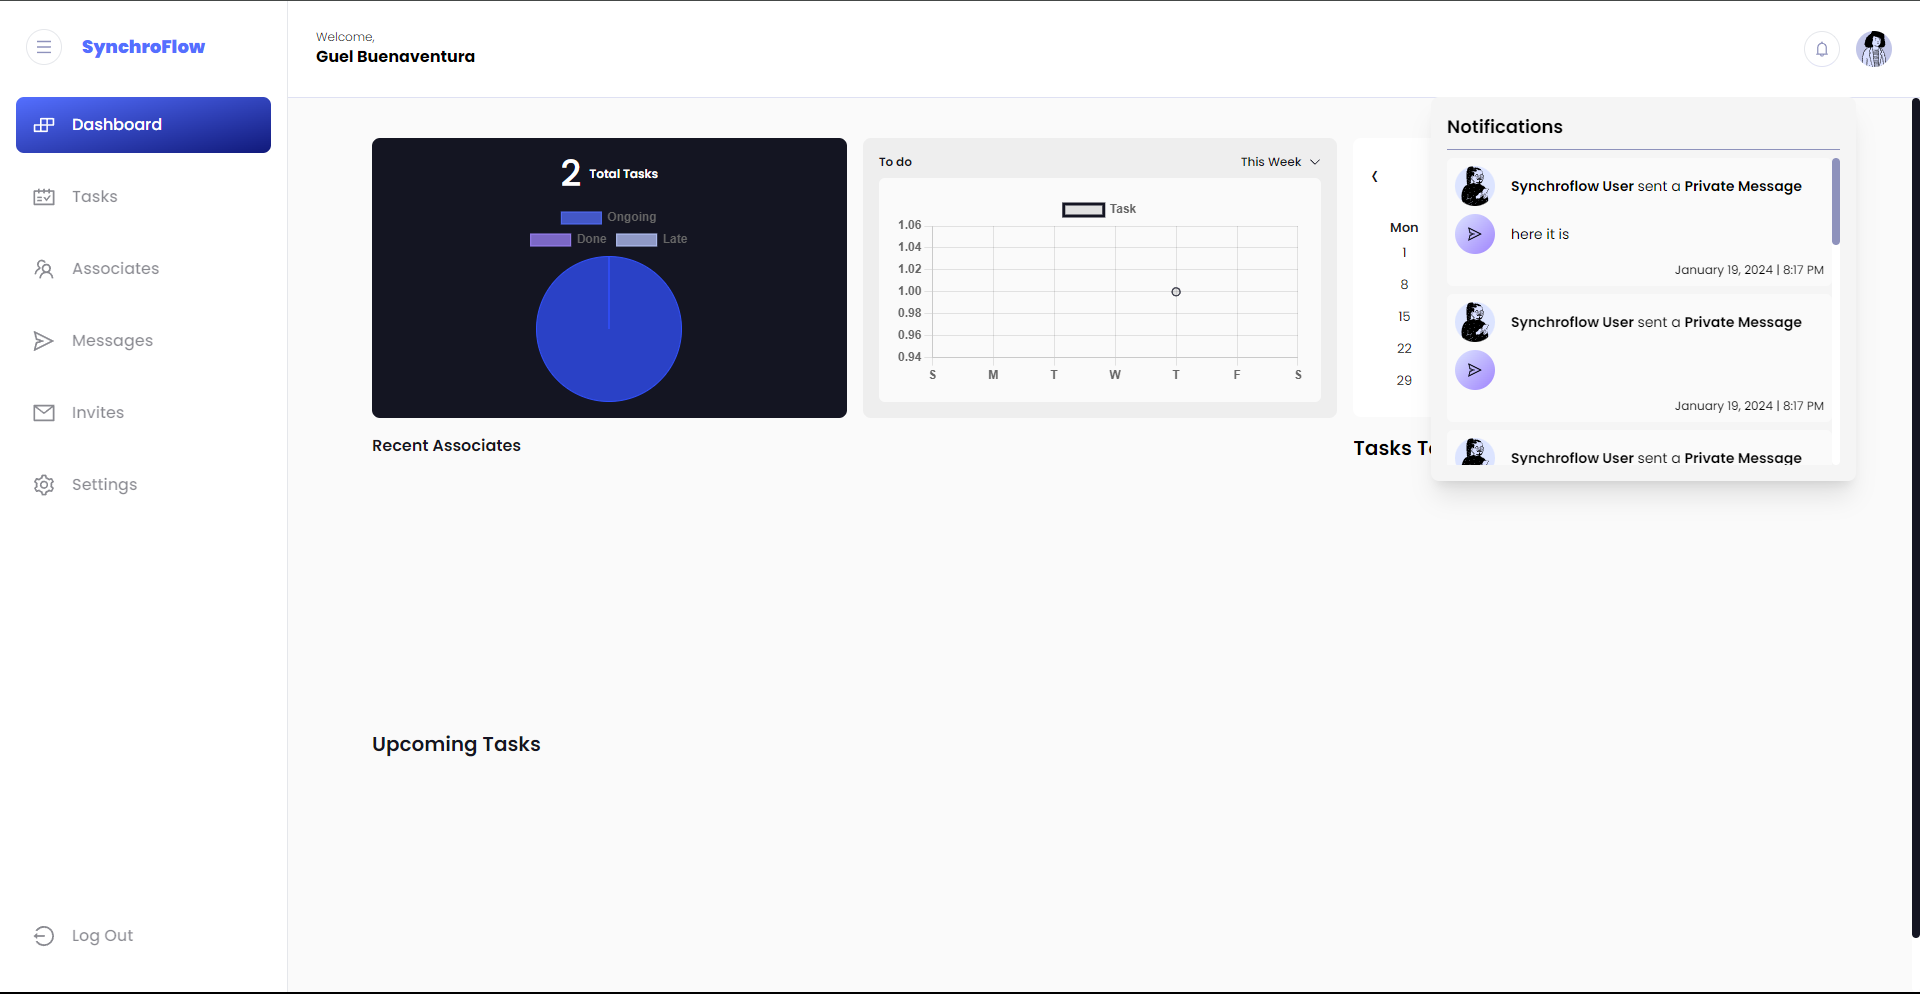 SynchroFlow
Dashboard
Tasks
Associates
Messages
Invites
Settings
Log Out
Welcome,
Guel Buenaventura
2 Total Tasks
Ongoing
Done Late
To do This Week
Task
1.06
1.04
1.02
1.00
0.98
0.96
0.94
S M T W T F S
Mon
1
8
15
22
29
Recent Associates
Tasks
Upcoming Tasks
Notifications
Synchroflow User sent a Private Message
here it is
January 19, 2024 | 8:17 PM
Synchroflow User sent a Private Message
January 19, 2024 | 8:17 PM
Synchroflow User sent a Private Message